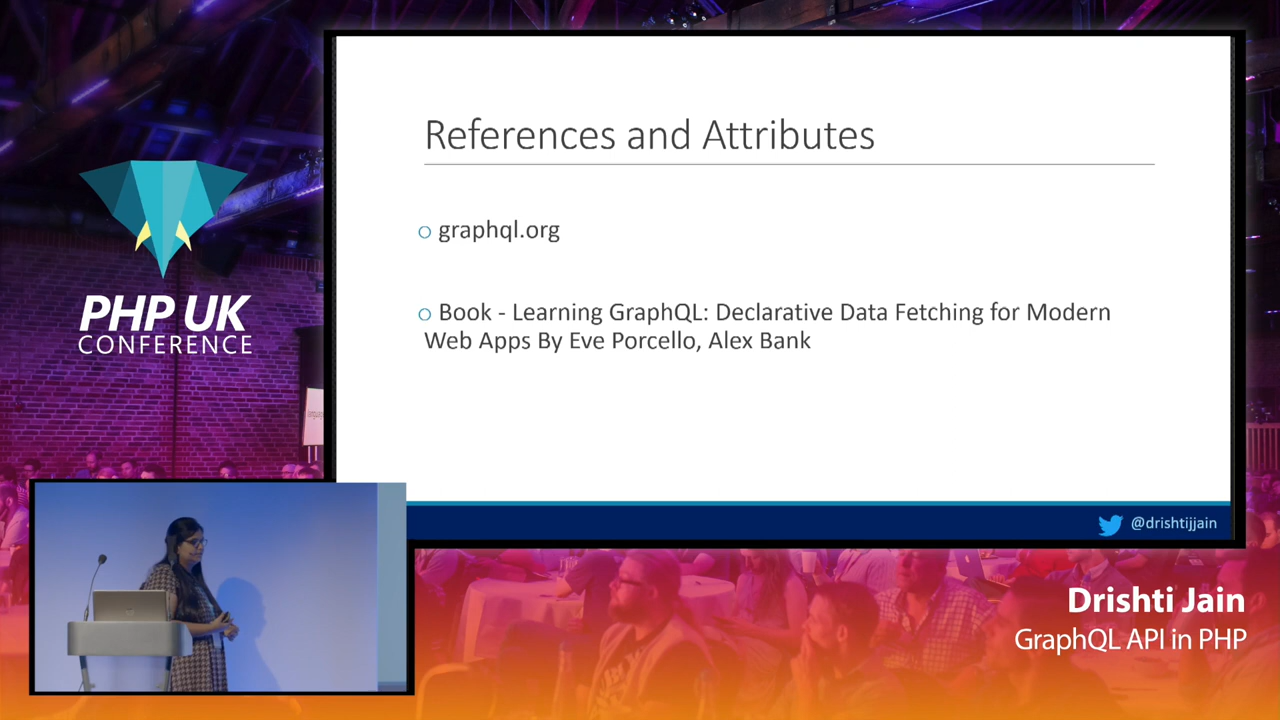 References and Attributes
o graphql.org
o Book - Learning GraphQL: Declarative Data Fetching for Modern
Web Apps By Eve Porcello, Alex Bank
@drishtijjain
PHP UK
CONFERENCE
Drishti Jain
GraphQL API in PHP